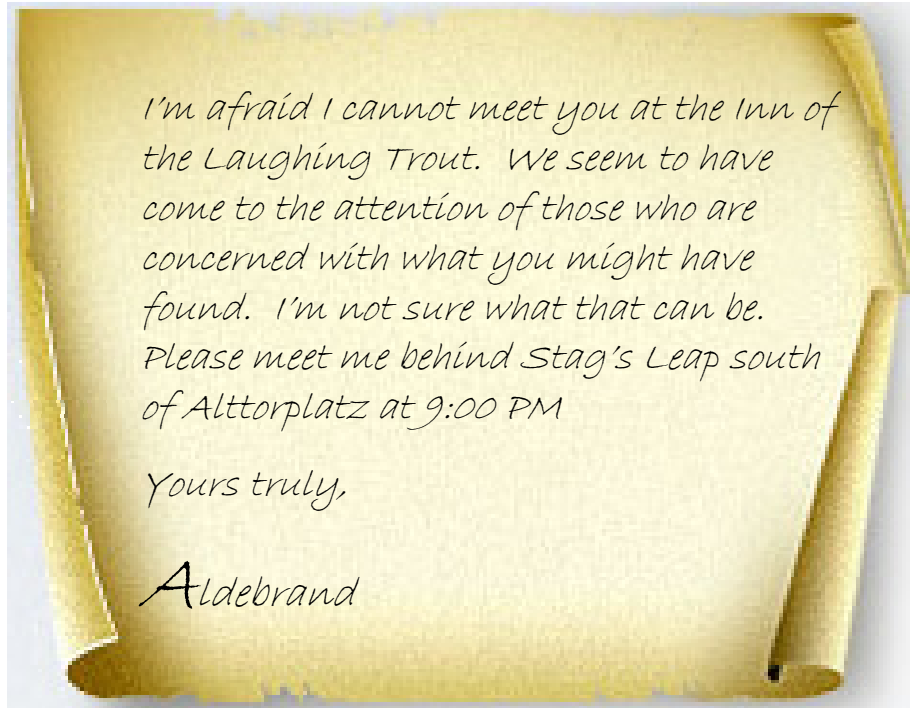 I'm afraid I cannot meet you at the Inn of
the Laughing Trout.  We seem to have
come to the attention of those who are
concerned with what you might have
found.  I'm not sure what that can be.
Please meet me behind Stag's Leap south
of Alttorplatz at 9:00 PM
Yours truly,
Aldebrand